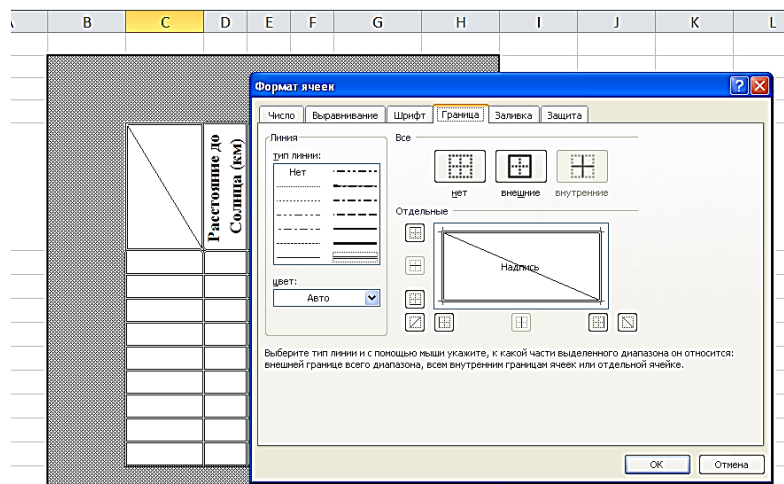 B C D E F G H I J K L
Расстояние до
Солнца (км)
Формат ячеек
Число Выравнивание Шрифт Граница Заливка Защита
Линия
тип линии:
Нет
цвет:
Авто
Все
нет внешние внутренние
Отдельные
Надпись
Выберите тип линии и с помощью мыши укажите, к какой части выделенного диапазона он относится:
внешней границе всего диапазона, всем внутренним границам ячеек или отдельной ячейке.
ОК Отмена